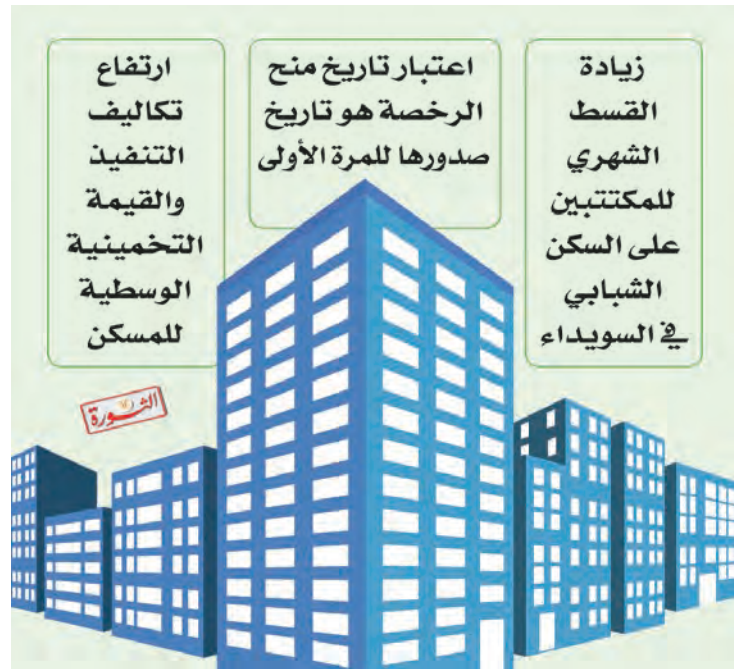 زيادة
القسط
الشهري
للمكتتبين
على السكن
الشبابي
في السويداء
اعتبار تاريخ منح
الرخصة هو تاريخ
صدورها للمرة الأولى
ارتفاع
تكاليف
التنفيذ
والقيمة
التخمينية
الوسطية
للمسكن
الثورة